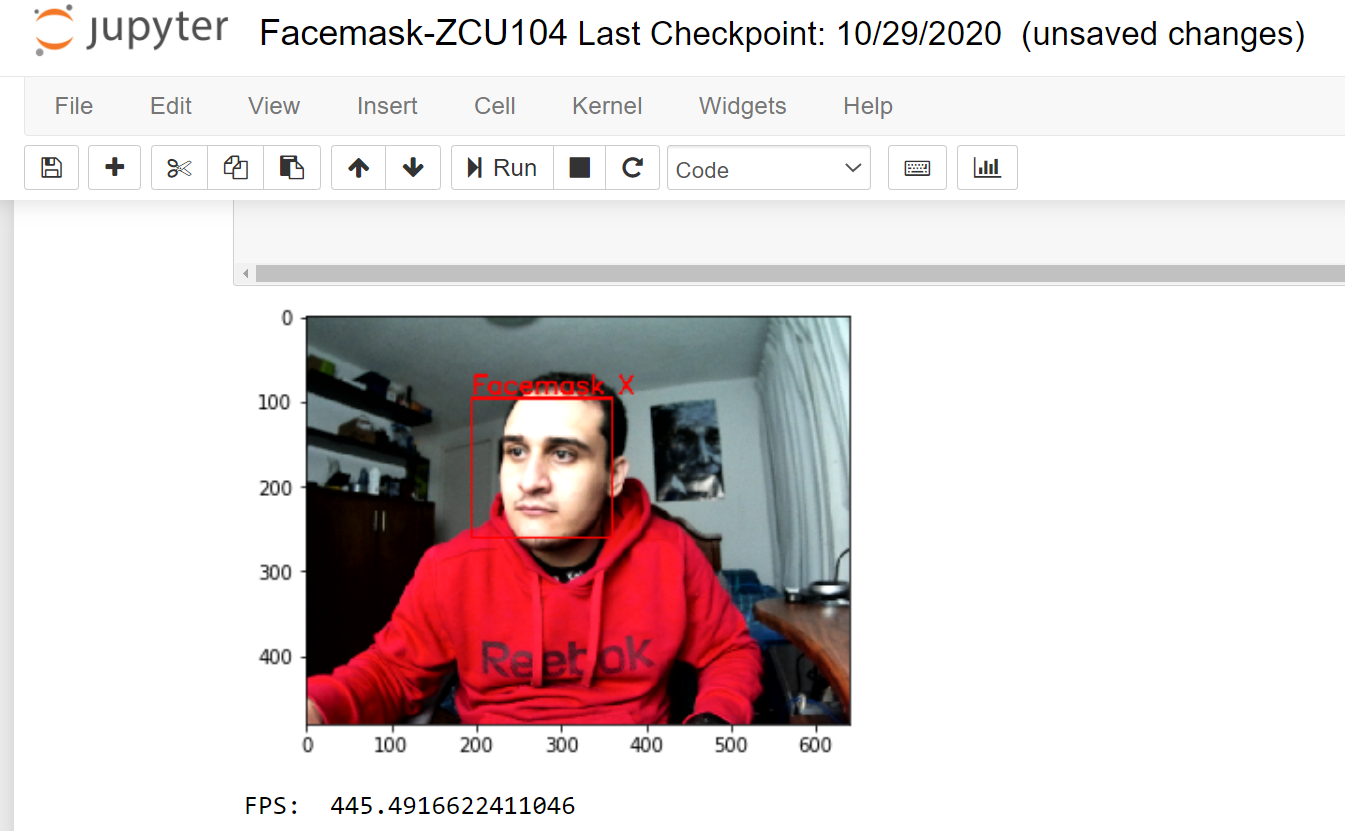 jupyter Facemask-ZCU104 Last Checkpoint: 10/29/2020 (unsaved changes)
File Edit View Insert Cell Kernel Widgets Help
Run Code
0
Facemask X
100
200
300
Reebok
400
0 100 200 300 400 500 600
FPS: 445.4916622411046